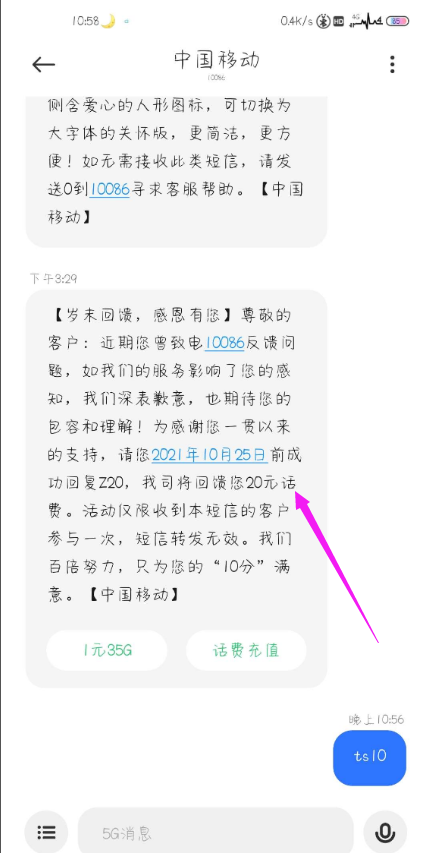 10:58
0.4K/s HD 4G 85
中国移动
10086
侧含爱心的人形图标，可切换为
大字体的关怀版，更简洁，更方
便！如无需接收此类短信，请发
送0到10086寻求客服帮助。【中国
移动】
下午3:29
【岁末回馈，感恩有您】尊敬的
客户：近期您曾致电10086反馈问
题，如我们的服务影响了您的感
知，我们深表歉意，也期待您的
包容和理解！为感谢您一贯以来
的支持，请您2021年10月25日前成
功回复Z20，我司将回馈您20元话
费。活动仅限收到本短信的客户
参与一次，短信转发无效。我们
百倍努力，只为您的“10分”满
意。【中国移动】
1元35G
话费充值
晚上10:56
ts10
5G消息